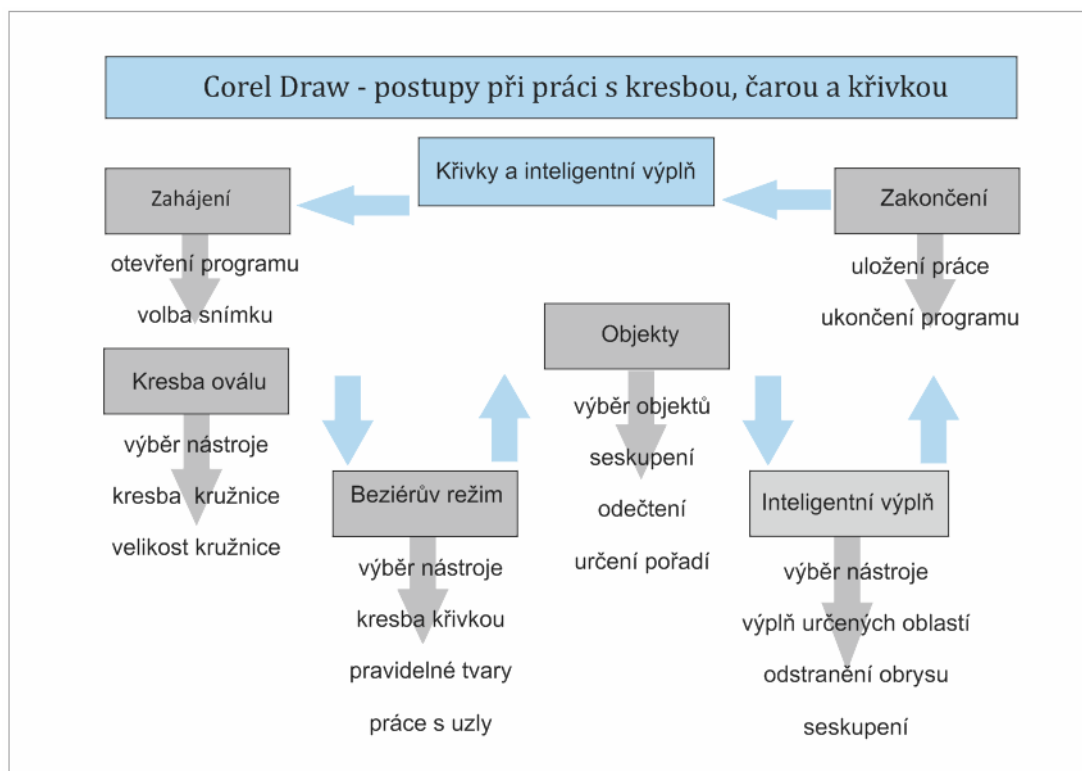 Corel Draw - postupy při práci s kresbou, čarou a křivkou
Křivky a inteligentní výplň
Zahájení
otevření programu
volba snímku
Kresba oválu
výběr nástroje
kresba kružnice
velikost kružnice
Beziérův režim
výběr nástroje
kresba křivkou
pravidelné tvary
práce s uzly
Objekty
výběr objektů
seskupení
odečtení
určení pořadí
Inteligentní výplň
výběr nástroje
výplň určených oblastí
odstranění obrysu
seskupení
Zakončení
uložení práce
ukončení programu